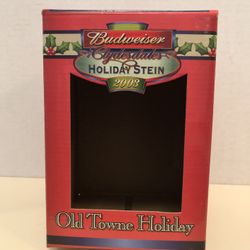 Budweiser
Clydesdales
HOLIDAY STEIN
2003
Old Towne Holiday